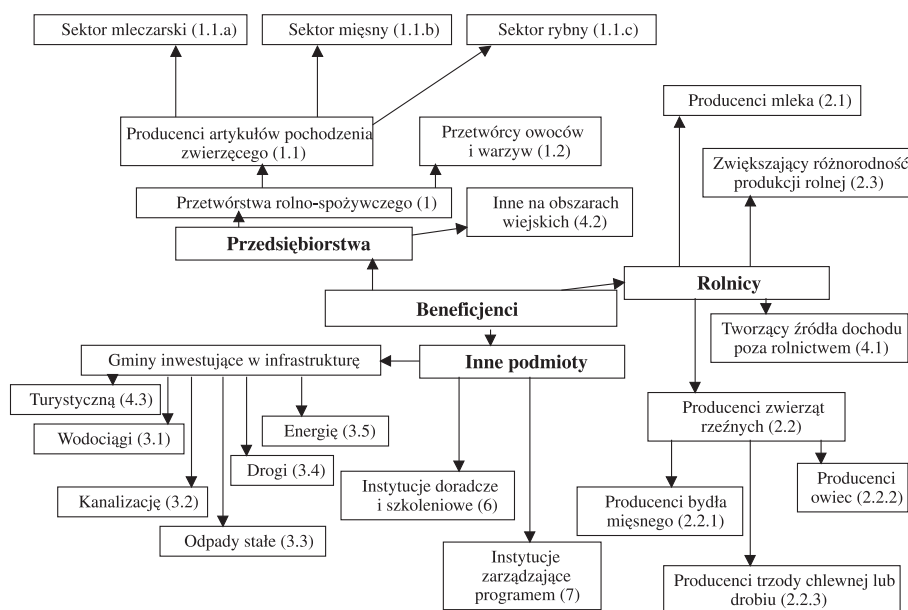 Sektor mleczarski (1.1.a)
Sektor mięsny (1.1.b)
Sektor rybny (1.1.c)
Producenci mleka (2.1)
Producenci artykułów pochodzenia
zwierzęcego (1.1)
Przetwórcy owoców
i warzyw (1.2)
Zwiększający różnorodność
produkcji rolnej (2.3)
Przetwórstwa rolno-spożywczego (1)
Inne na obszarach
wiejskich (4.2)
Przedsiębiorstwa
Rolnicy
Beneficjenci
Tworzący źródła dochodu
poza rolnictwem (4.1)
Gminy inwestujące w infrastrukturę
Inne podmioty
Turystyczną (4.3)
Wodociągi (3.1)
Energię (3.5)
Drogi (3.4)
Kanalizację (3.2)
Odpady stałe (3.3)
Instytucje doradcze
i szkoleniowe (6)
Instytucje
zarządzające
programem (7)
Producenci zwierząt
rzeźnych (2.2)
Producenci
owiec (2.2.2)
Producenci bydła
mięsnego (2.2.1)
Producenci trzody chlewnej lub
drobiu (2.2.3)